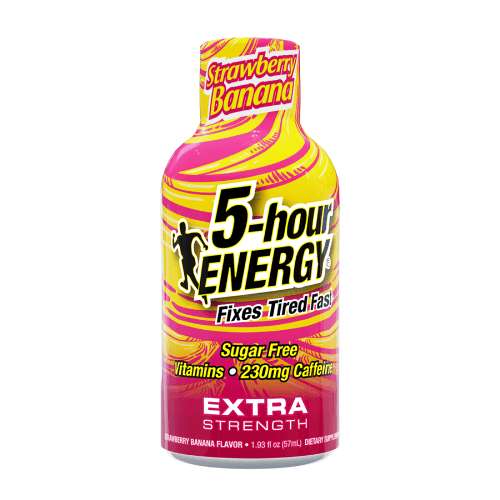 Strawberry
Banana
5-hour
ENERGY®
Fixes Tired Fast
Sugar Free
Vitamins • 230mg Caffeine
EXTRA
STRENGTH
STRAWBERRY BANANA FLAVOR • 1.93 fl oz (57mL) DIETARY SUPPLEMENT